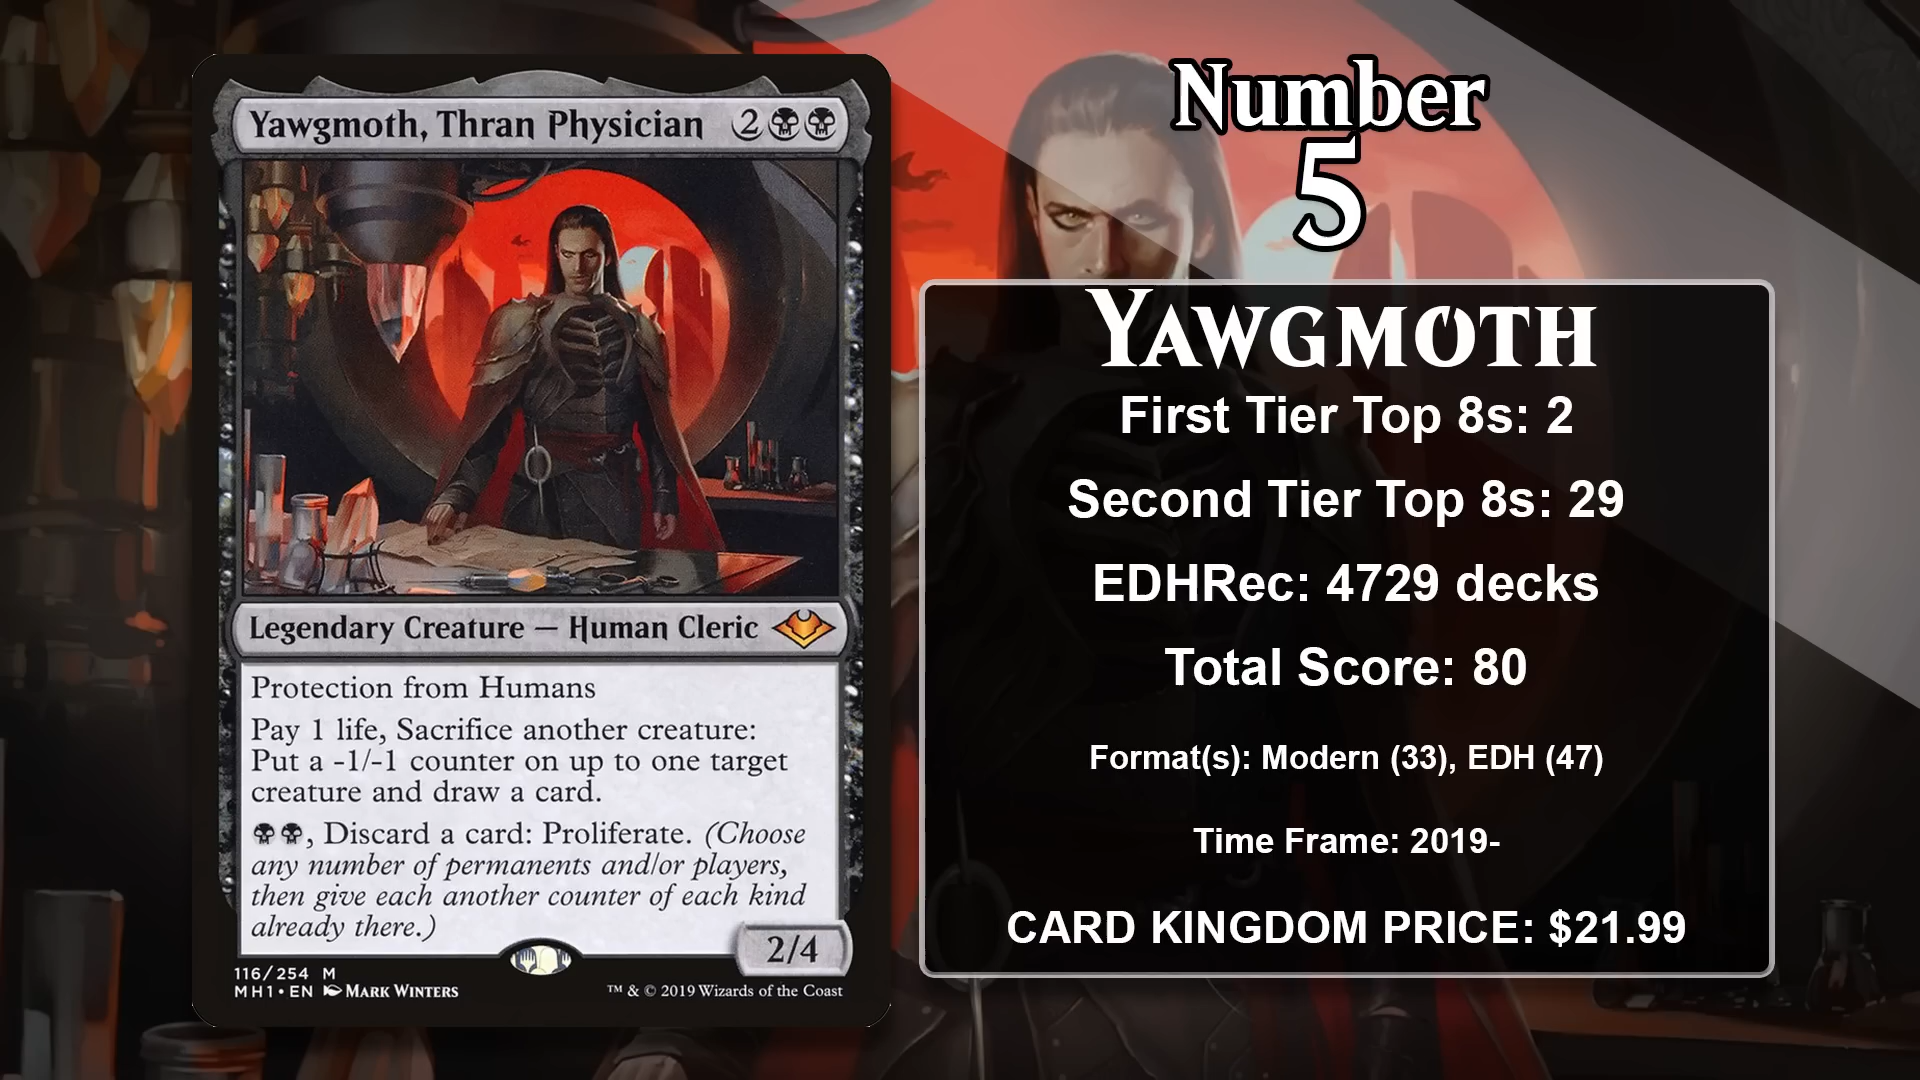 Yawgmoth, Thran Physician 2
Legendary Creature — Human Cleric
Protection from Humans
Pay 1 life, Sacrifice another creature:
Put a -1/-1 counter on up to one target
creature and draw a card.
, Discard a card: Proliferate. (Choose
any number of permanents and/or players,
then give each another counter of each kind
already there.)
2/4
116/254 M
MH1 • EN MARK WINTERS
™ & © 2019 Wizards of the Coast
Number
5
YAWGMOTH
First Tier Top 8s: 2
Second Tier Top 8s: 29
EDHRec: 4729 decks
Total Score: 80
Format(s): Modern (33), EDH (47)
Time Frame: 2019-
CARD KINGDOM PRICE: $21.99